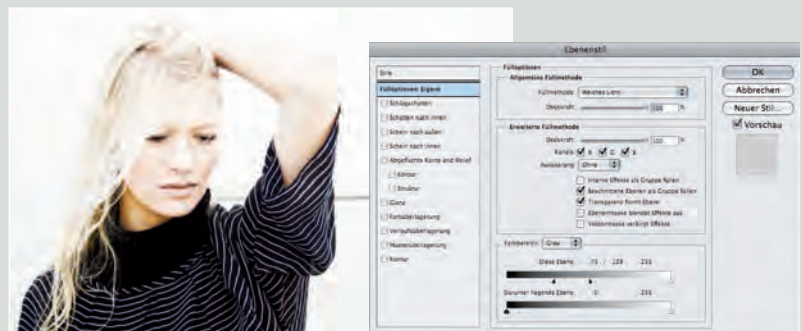 Ebenenstil
Stile
Fülloptionen: Eigene
Schlagschatten
Schatten nach innen
Schein nach außen
Schein nach innen
Abgeflachte Kante und Relief
Kontur
Struktur
Glanz
Farbüberlagerung
Verlaufsüberlagerung
Musterüberlagerung
Kontur
Fülloptionen
Allgemeine Füllmethode
Füllmethode: Weiches Licht
Deckkraft: 100 %
Erweiterte Füllmethode
Deckkraft: 100 %
Kanäle: R G B
Aussparung: Ohne
Interne Effekte als Gruppe füllen
Beschnittene Ebenen als Gruppe füllen
Transparenz formt Ebene
Ebenenmaske blendet Effekte aus
Vektormaske verbirgt Effekte
Farbbereich: Grau
Diese Ebene: / 255
Darunter liegende Ebene: 0 255
OK
Abbrechen
Neuer Stil...
Vorschau